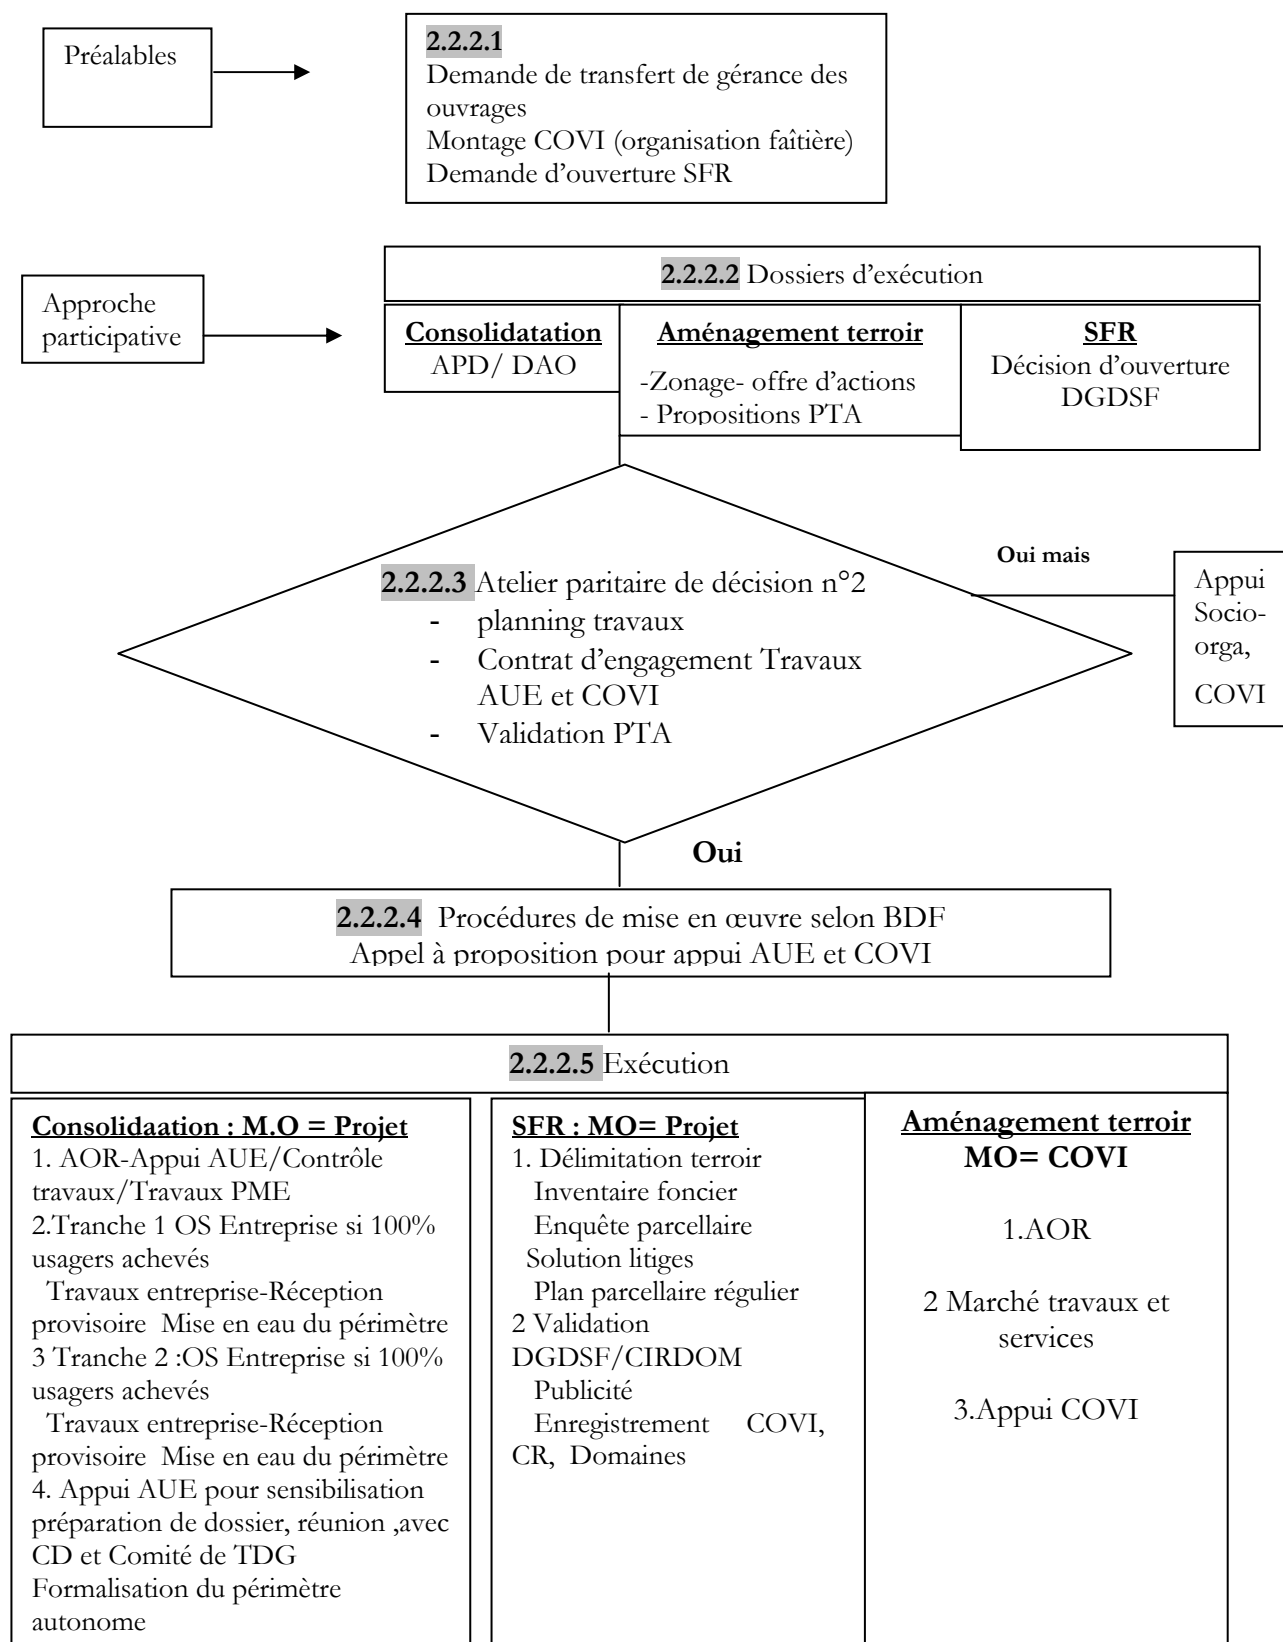 Préalables
2.2.2.1
Demande de transfert de gérance des
ouvrages
Montage COVI (organisation faîtière)
Demande d'ouverture SFR
Approche
participative
2.2.2.2 Dossiers d'exécution
Consolidatation
APD/ DAO
Aménagement terroir
-Zonage- offre d'actions
- Propositions PTA
SFR
Décision d'ouverture
DGDSF
2.2.2.3 Atelier paritaire de décision n°2
- planning travaux
- Contrat d'engagement Travaux
AUE et COVI
- Validation PTA
Oui mais
Appui
Socio-
orga,
COVI
Oui
2.2.2.4 Procédures de mise en œuvre selon BDF
Appel à proposition pour appui AUE et COVI
2.2.2.5 Exécution
Consolidaation : M.O = Projet
1. AOR-Appui AUE/Contrôle
travaux/Travaux PME
2.Tranche 1 OS Entreprise si 100%
usagers achevés
Travaux entreprise-Réception
provisoire Mise en eau du périmètre
3 Tranche 2 :OS Entreprise si 100%
usagers achevés
Travaux entreprise-Réception
provisoire Mise en eau du périmètre
4. Appui AUE pour sensibilisation
préparation de dossier, réunion ,avec
CD et Comité de TDG
Formalisation du périmètre
autonome
SFR : MO= Projet
1. Délimitation terroir
Inventaire foncier
Enquête parcellaire
Solution litiges
Plan parcellaire régulier
2 Validation
DGDSF/CIRDOM
Publicité
Enregistrement COVI,
CR, Domaines
Aménagement terroir
MO= COVI
1.AOR
2 Marché travaux et
services
3.Appui COVI